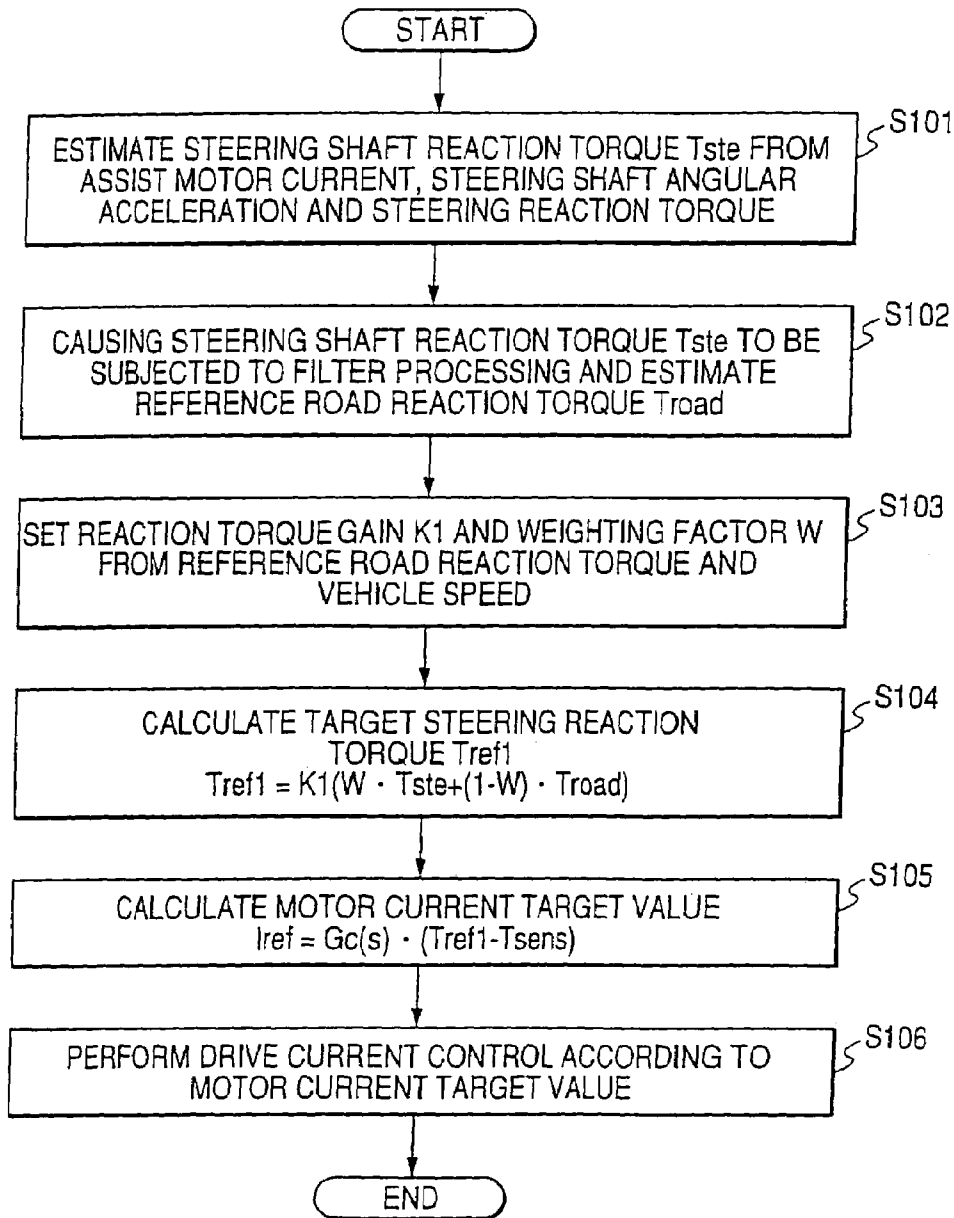 START
S101
ESTIMATE STEERING SHAFT REACTION TORQUE Tste FROM
ASSIST MOTOR CURRENT, STEERING SHAFT ANGULAR
ACCELERATION AND STEERING REACTION TORQUE
S102
CAUSING STEERING SHAFT REACTION TORQUE Tste TO BE
SUBJECTED TO FILTER PROCESSING AND ESTIMATE
REFERENCE ROAD REACTION TORQUE Troad
S103
SET REACTION TORQUE GAIN K1 AND WEIGHTING FACTOR W
FROM REFERENCE ROAD REACTION TORQUE AND
VEHICLE SPEED
S104
CALCULATE TARGET STEERING REACTION
TORQUE Tref1
Tref1 = K1(W · Tste+(1-W) · Troad)
S105
CALCULATE MOTOR CURRENT TARGET VALUE
Iref = Gc(s) · (Tref1-Tsens)
S106
PERFORM DRIVE CURRENT CONTROL ACCORDING TO
MOTOR CURRENT TARGET VALUE
END